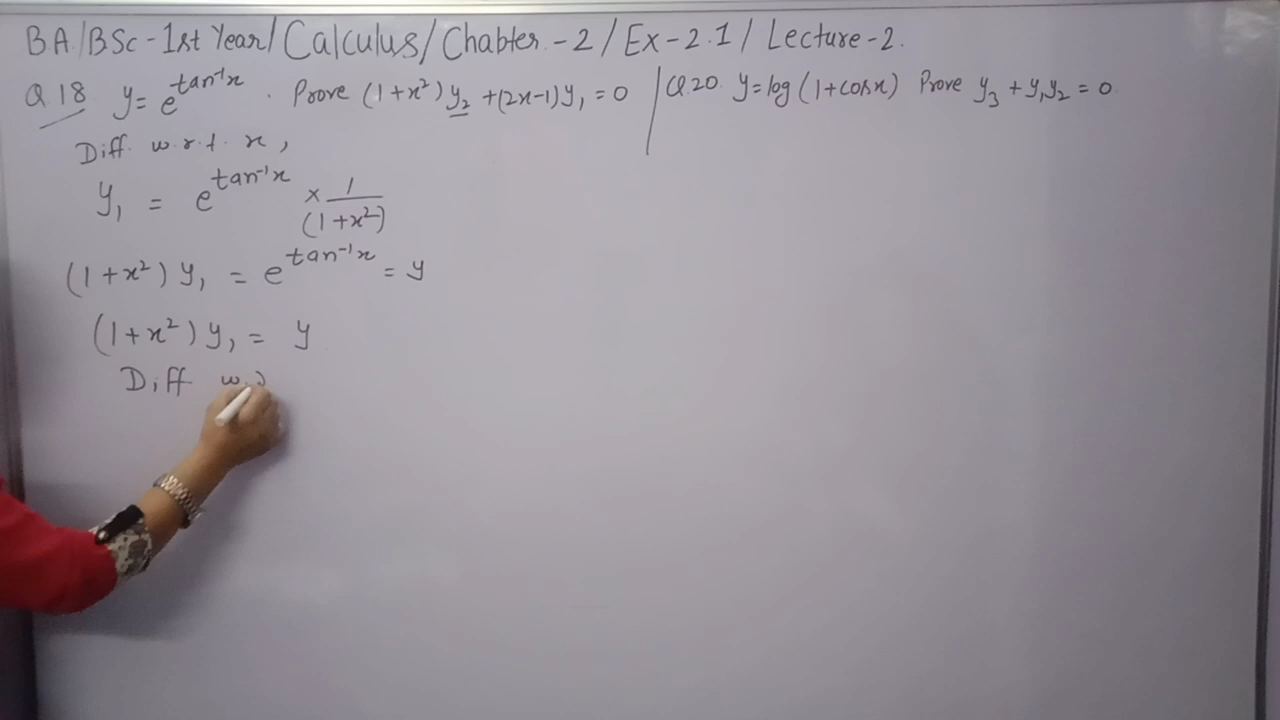 BA/BSc-1st Year/Calculus/Chabter-2/Ex-2.1/Lecture-2.
Q.18 y= e^{tan⁻¹x} . Prove (1+x²)y₂+(2x-1)y₁=0
Diff. w.r.t. x,
y₁ = e^{tan⁻¹x} × 1/(1+x²)
(1+x²) y₁ = e^{tan⁻¹x} = y
(1+x²) y₁ = y
Diff w.
Q.20. y=log(1+cosx) Prove y₃+y₁y₂=0